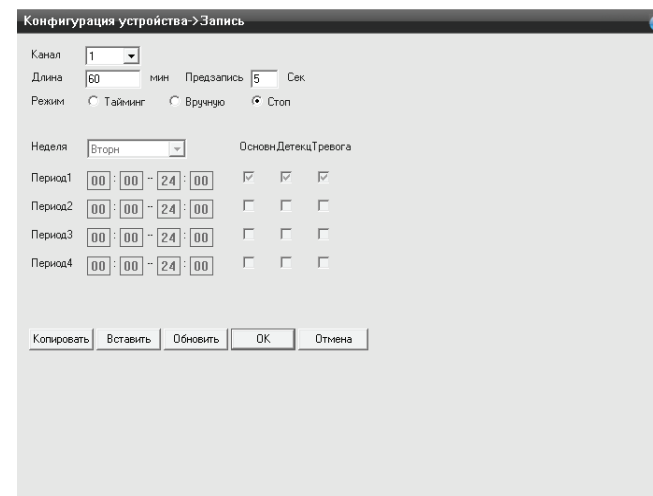 Конфигурация устройства->Запись
Канал 1
Длина 60 мин Предзапись 5 Сек
Режим Тайминг Вручную Стоп
Неделя Вторн ОсновнДетекцТревога
Период1 00 : 00 - 24 : 00
Период2 00 : 00 - 24 : 00
Период3 00 : 00 - 24 : 00
Период4 00 : 00 - 24 : 00
Копировать Вставить Обновить OK Отмена